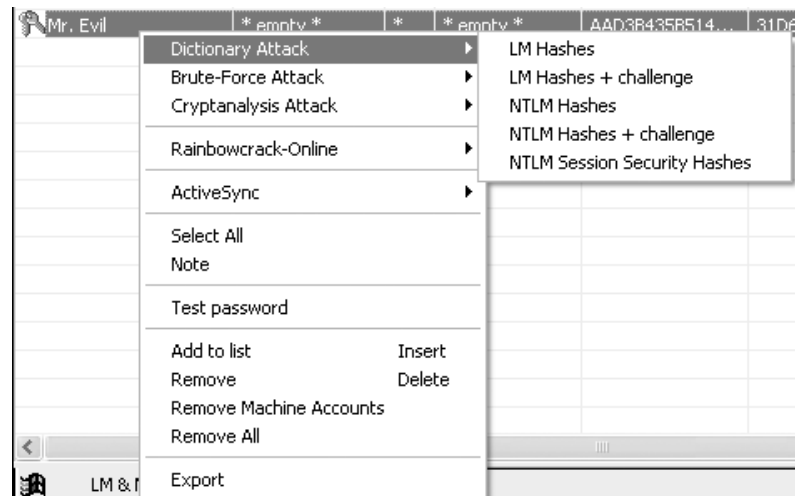 Mr. Evil * empty * * * empty * AAD3B435B514... 31D6
Dictionary Attack
LM Hashes
Brute-Force Attack
LM Hashes + challenge
Cryptanalysis Attack
NTLM Hashes
NTLM Hashes + challenge
Rainbowcrack-Online
NTLM Session Security Hashes
ActiveSync
Select All
Note
Test password
Add to list Insert
Remove Delete
Remove Machine Accounts
Remove All
Export
LM &